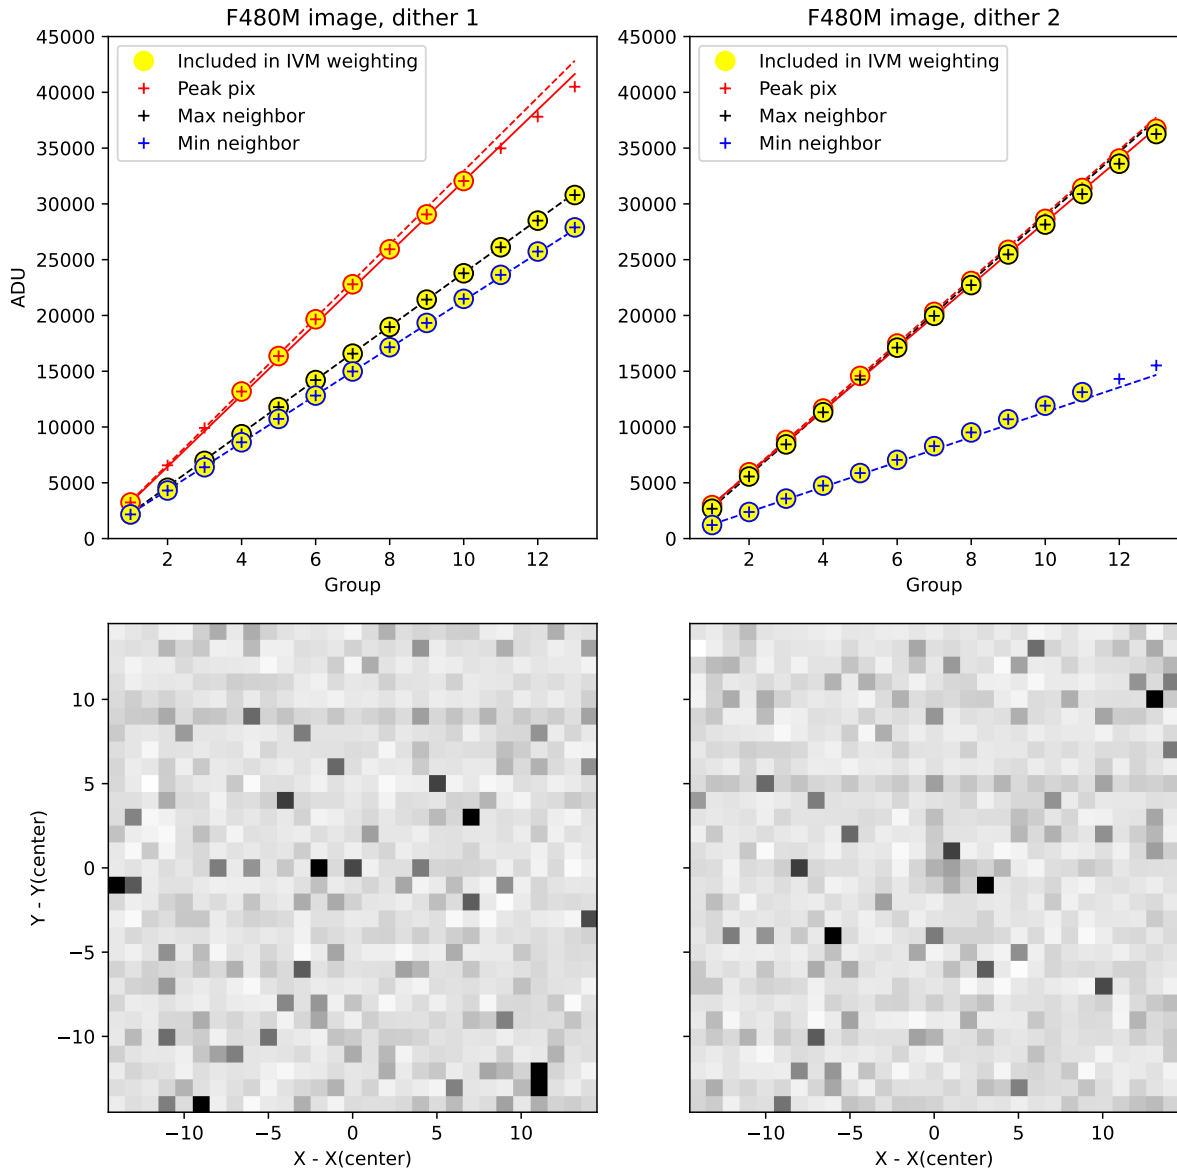 F480M image, dither 1
F480M image, dither 2
45000
40000
35000
30000
25000
20000
15000
10000
5000
0
ADU
Included in IVM weighting
Peak pix
Max neighbor
Min neighbor
2
4
6
8
10
12
Group
45000
40000
35000
30000
25000
20000
15000
10000
5000
0
Included in IVM weighting
Peak pix
Max neighbor
Min neighbor
2
4
6
8
10
12
Group
10
5
0
−5
−10
Y - Y(center)
−10
−5
0
5
10
X - X(center)
−10
−5
0
5
10
X - X(center)